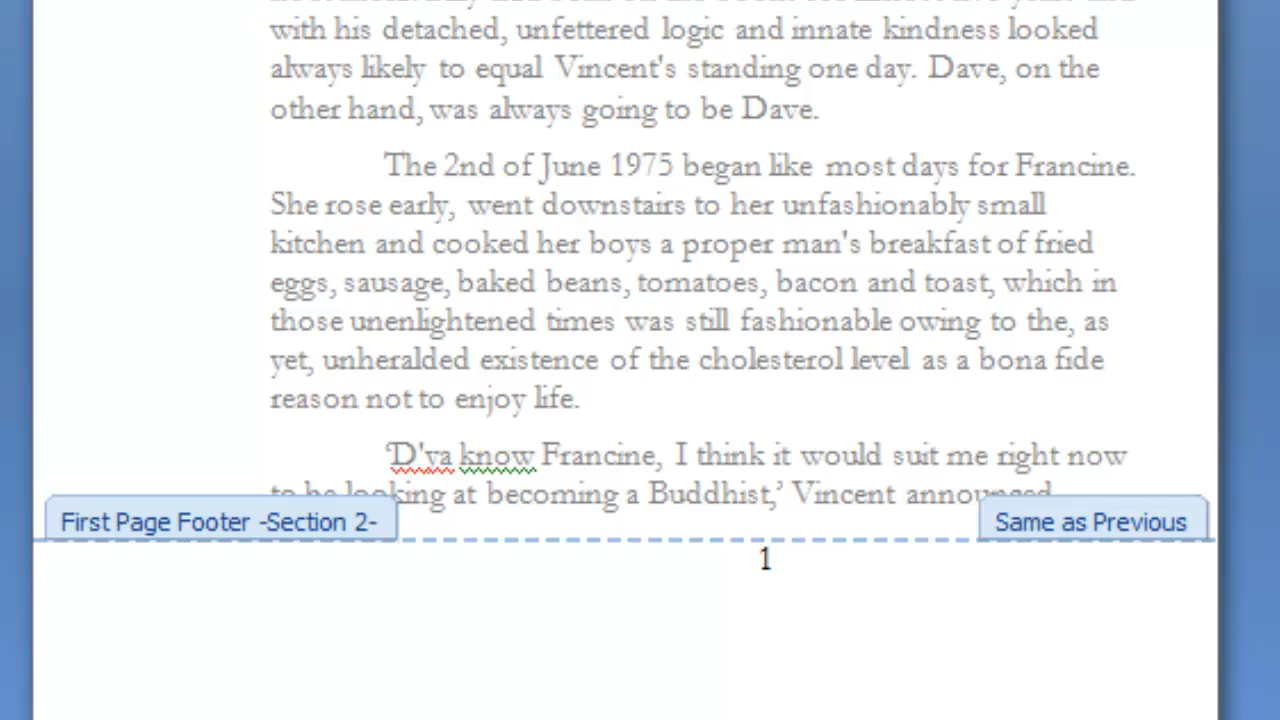 with his detached, unfettered logic and innate kindness looked
always likely to equal Vincent's standing one day. Dave, on the
other hand, was always going to be Dave.
The 2nd of June 1975 began like most days for Francine.
She rose early, went downstairs to her unfashionably small
kitchen and cooked her boys a proper man's breakfast of fried
eggs, sausage, baked beans, tomatoes, bacon and toast, which in
those unenlightened times was still fashionable owing to the, as
yet, unheralded existence of the cholesterol level as a bona fide
reason not to enjoy life.
‘D'ya know Francine, I think it would suit me right now
to be looking at becoming a Buddhist,’ Vincent announced
First Page Footer -Section 2-
Same as Previous
1